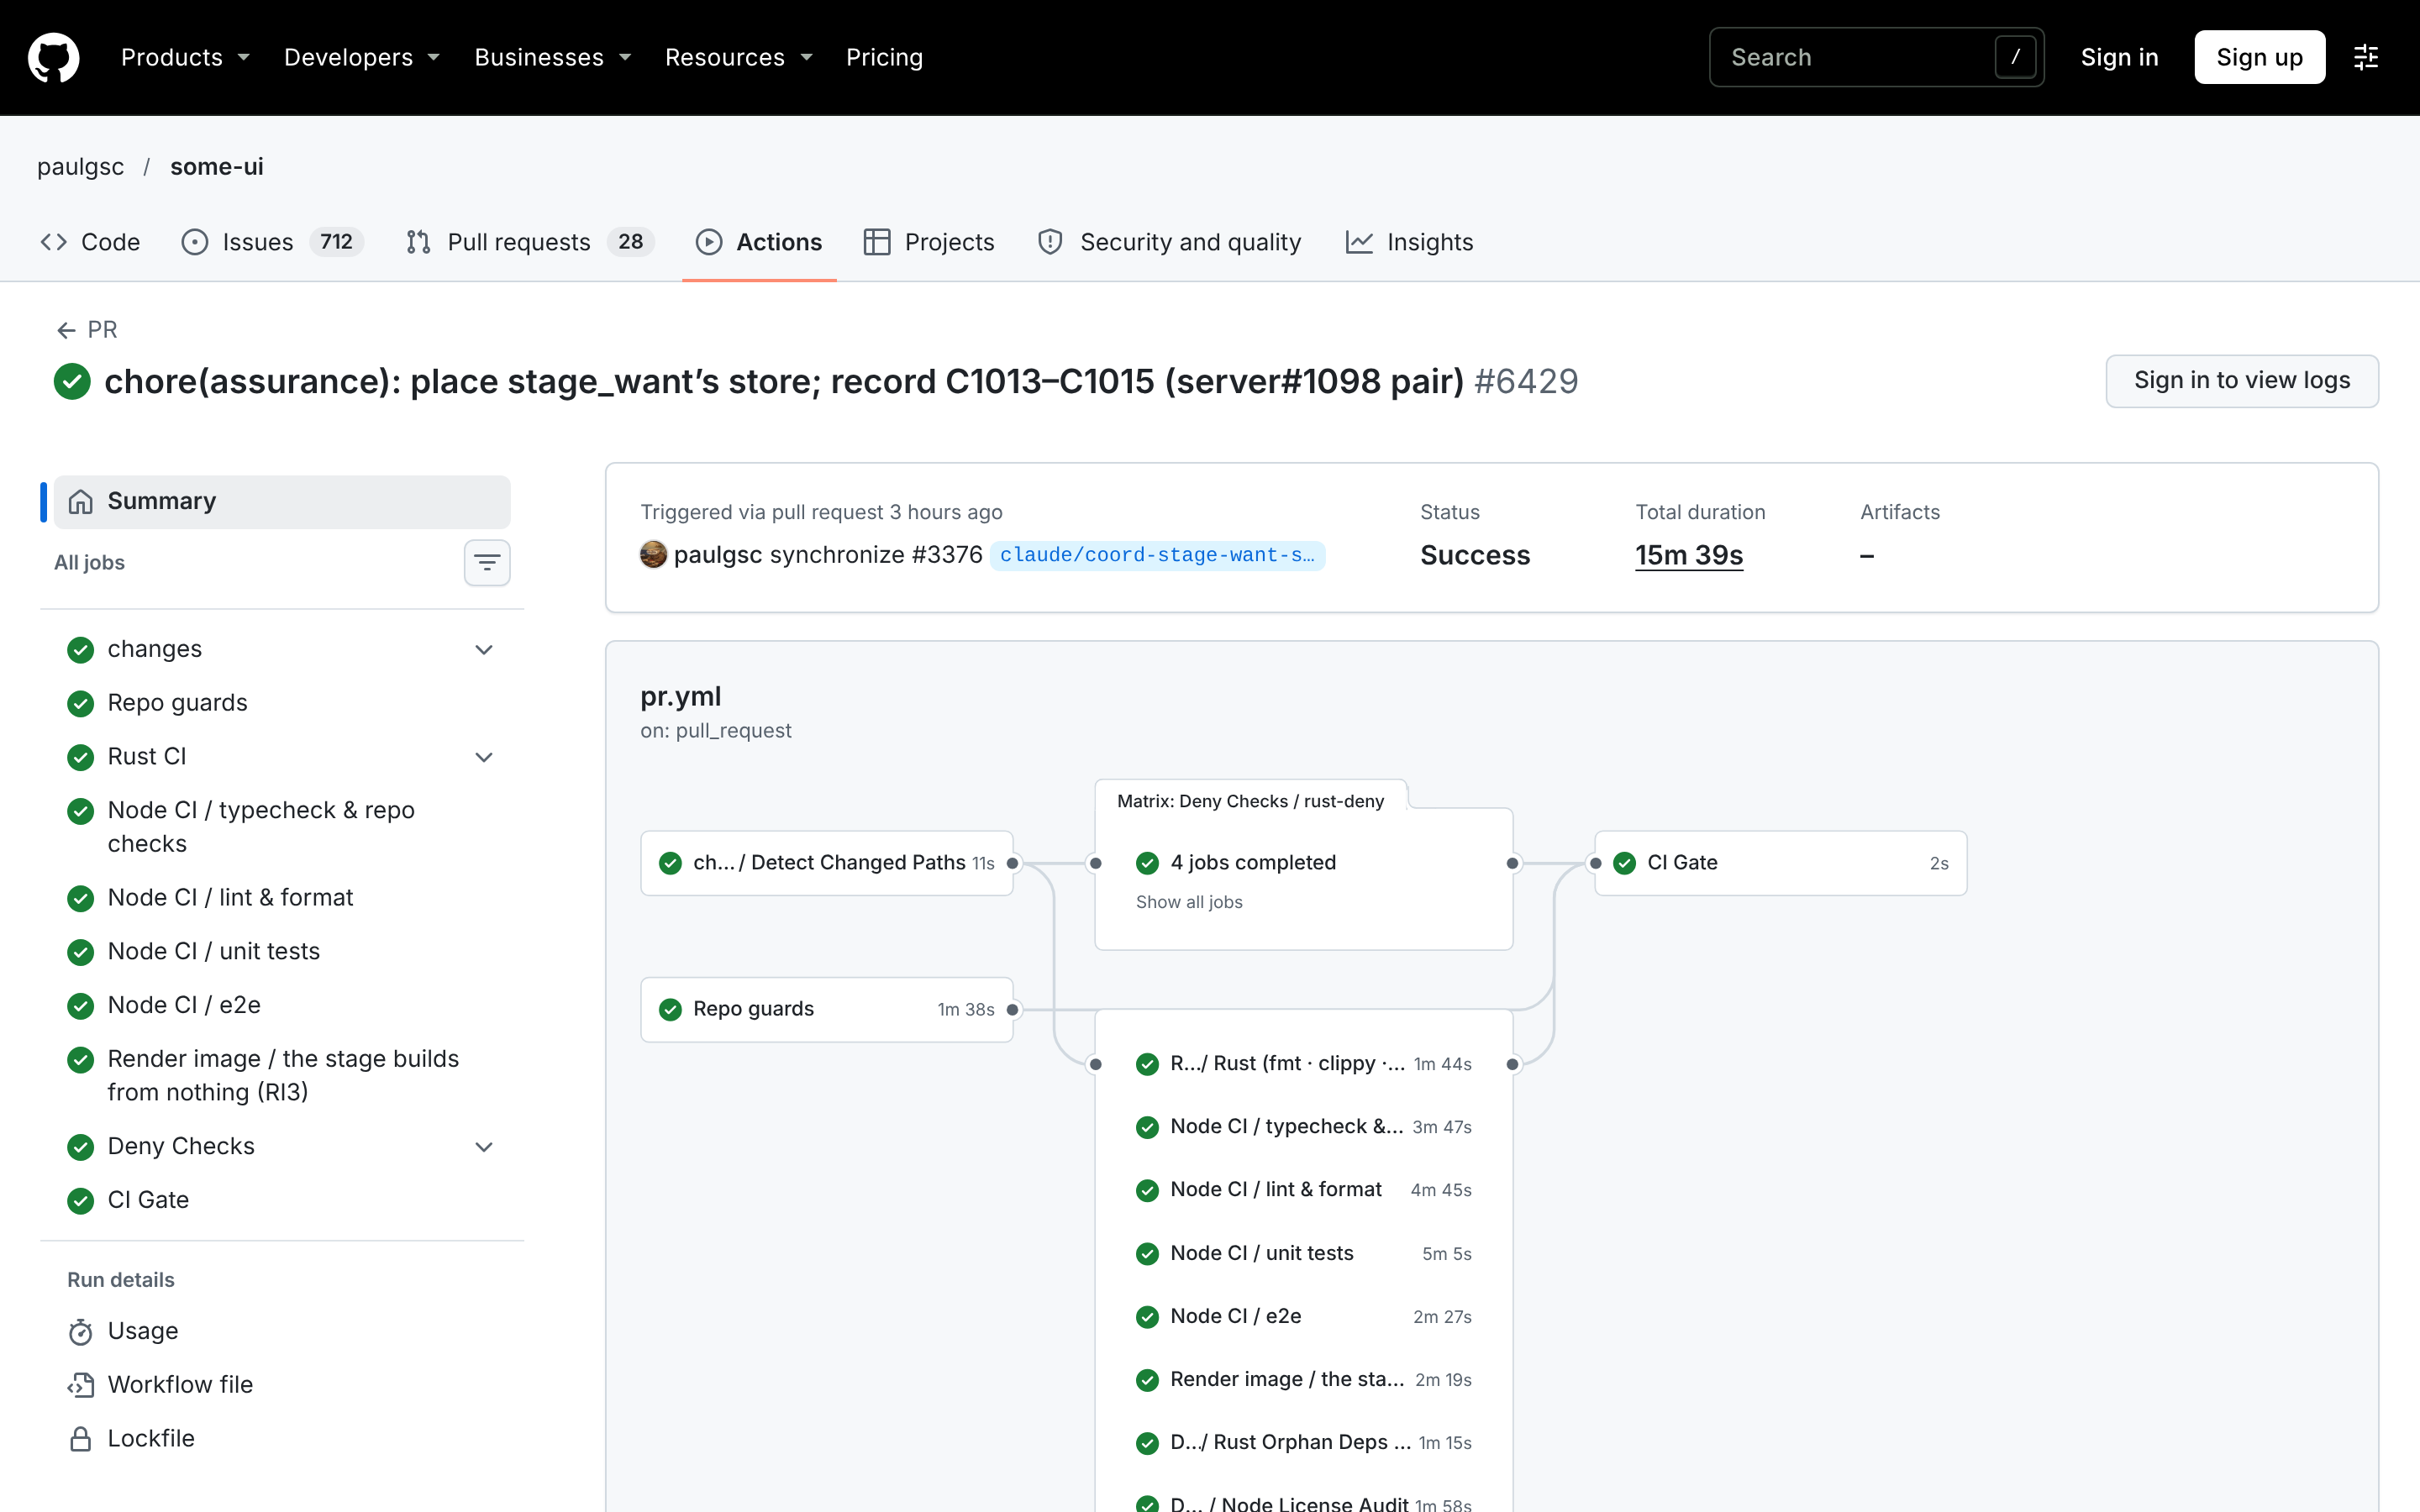 Products Developers Businesses Resources Pricing Search / Sign in Sign up
paulgsc / some-ui
Code Issues 712 Pull requests 28 Actions Projects Security and quality Insights
PR
chore(assurance): place stage_want’s store; record C1013–C1015 (server#1098 pair) #6429
Sign in to view logs
Summary
All jobs
changes
Repo guards
Rust CI
Node CI / typecheck & repo
checks
Node CI / lint & format
Node CI / unit tests
Node CI / e2e
Render image / the stage builds
from nothing (RI3)
Deny Checks
CI Gate
Run details
Usage
Workflow file
Lockfile
Triggered via pull request 3 hours ago
paulgsc synchronize #3376 claude/coord-stage-want-s…
Status
Success
Total duration
15m 39s
Artifacts
–
pr.yml
on: pull_request
ch… / Detect Changed Paths 11s
Repo guards 1m 38s
Matrix: Deny Checks / rust-deny
4 jobs completed
Show all jobs
R…/ Rust (fmt · clippy ·… 1m 44s
Node CI / typecheck &… 3m 47s
Node CI / lint & format 4m 45s
Node CI / unit tests 5m 5s
Node CI / e2e 2m 27s
Render image / the sta… 2m 19s
D…/ Rust Orphan Deps … 1m 15s
D… / Node License Audit 1m 58s
CI Gate 2s